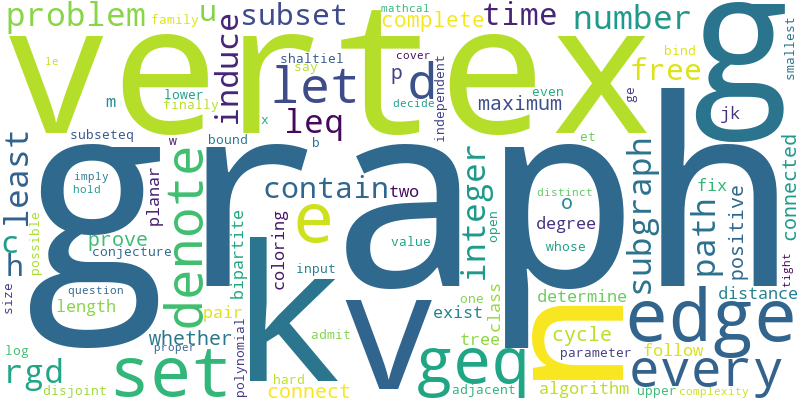 problem
family
u
subset
mathcal
complete
time
number
g
smallest
vertex
le
induce
shaltiel
say
let
cover
p
d
decide
independent
bind
free
even
maximum
ge
jk
m
lower
finally
x
leq
b
et
least
subseteq
w
bound
graph
imply
hold
denote
planar
contain
two
integer
distinct
o
degree
whose
subgraph
path
fix
positive
connected
possible
c
prove
conjecture
h
e
coloring
value
open
tight
size
question
length
bipartite
pair
input
k
v
one
class
exist
determine
n
distance
edge
whether
tree
cycle
parameter
follow
log
rgd
proper
polynomial
admit
geq
every
disjoint
set
hard
connect
adjacent
algorithm
upper
complexity